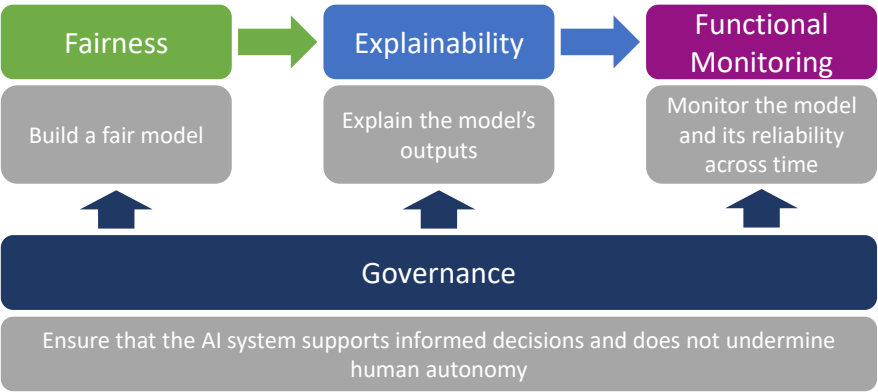 Fairness
Explainability
Functional
Monitoring
Build a fair model
Explain the model's
outputs
Monitor the model
and its reliability
across time
Governance
Ensure that the AI system supports informed decisions and does not undermine
human autonomy